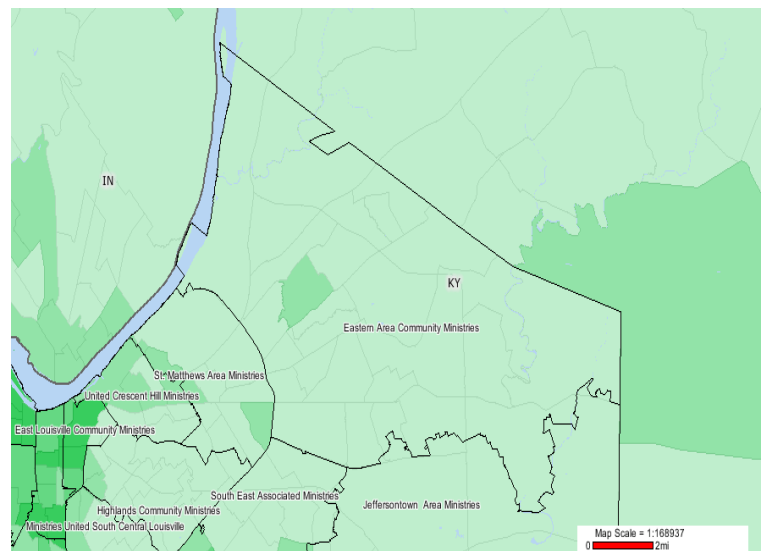 IN
KY
Eastern Area Community Ministries
St. Matthews Area Ministries
United Crescent Hill Ministries
East Louisville Community Ministries
South East Associated Ministries
Jeffersontown Area Ministries
Highlands Community Ministries
Ministries United South Central Louisville
Map Scale = 1:168937
0 2mi